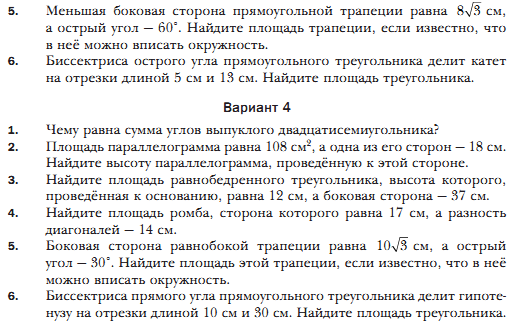 5. Меньшая боковая сторона прямоугольной трапеции равна 8√3 см,
а острый угол — 60°. Найдите площадь трапеции, если известно, что
в неё можно вписать окружность.
6. Биссектриса острого угла прямоугольного треугольника делит катет
на отрезки длиной 5 см и 13 см. Найдите площадь треугольника.
Вариант 4
1. Чему равна сумма углов выпуклого двадцатисемиугольника?
2. Площадь параллелограмма равна 108 см², а одна из его сторон — 18 см.
Найдите высоту параллелограмма, проведённую к этой стороне.
3. Найдите площадь равнобедренного треугольника, высота которого,
проведённая к основанию, равна 12 см, а боковая сторона — 37 см.
4. Найдите площадь ромба, сторона которого равна 17 см, а разность
диагоналей — 14 см.
5. Боковая сторона равнобокой трапеции равна 10√3 см, а острый
угол — 30°. Найдите площадь этой трапеции, если известно, что в неё
можно вписать окружность.
6. Биссектриса прямого угла прямоугольного треугольника делит гипоте-
нузу на отрезки длиной 10 см и 30 см. Найдите площадь треугольника.